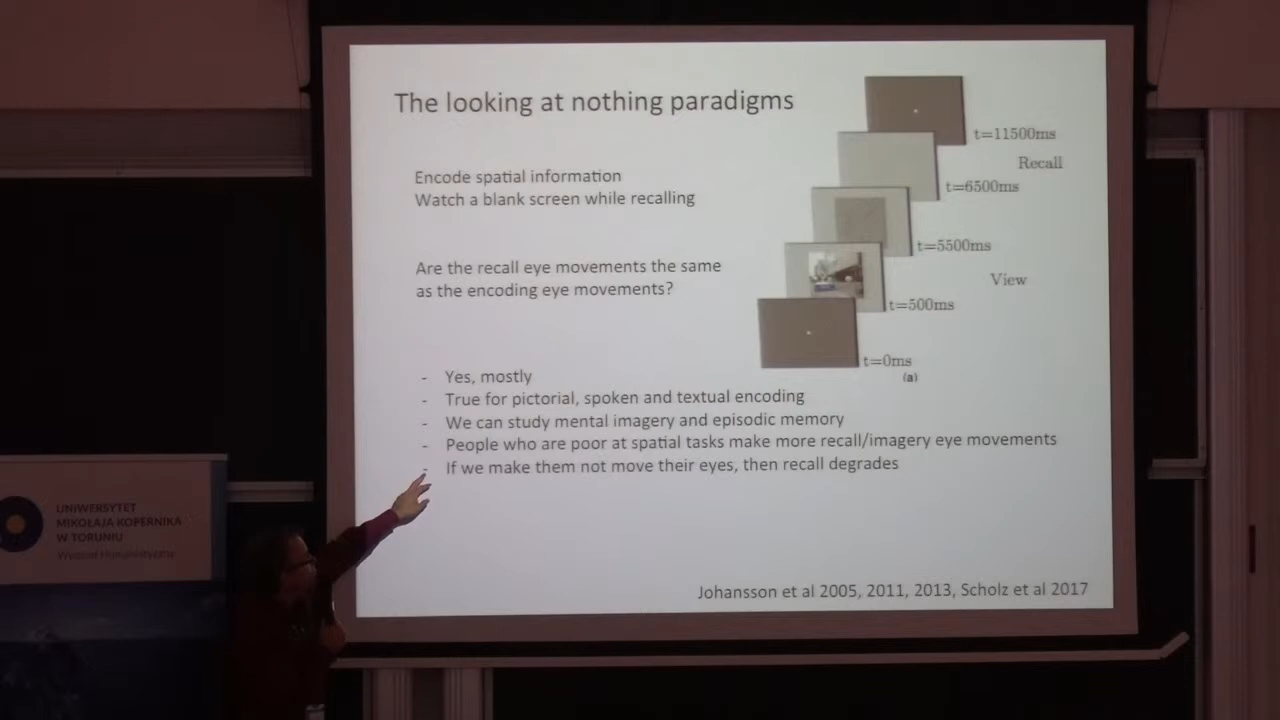 The looking at nothing paradigms
Encode spatial information
Watch a blank screen while recalling
Are the recall eye movements the same
as the encoding eye movements?
t=11500ms
Recall
t=6500ms
t=5500ms
View
t=500ms
t=0ms
(a)
- Yes, mostly
- True for pictorial, spoken and textual encoding
- We can study mental imagery and episodic memory
- People who are poor at spatial tasks make more recall/imagery eye movements
- If we make them not move their eyes, then recall degrades
Johansson et al 2005, 2011, 2013, Scholz et al 2017
UNIWERSYTET
MIKOŁAJA KOPERNIKA
W TORUNIU
Wydział Humanistyczny